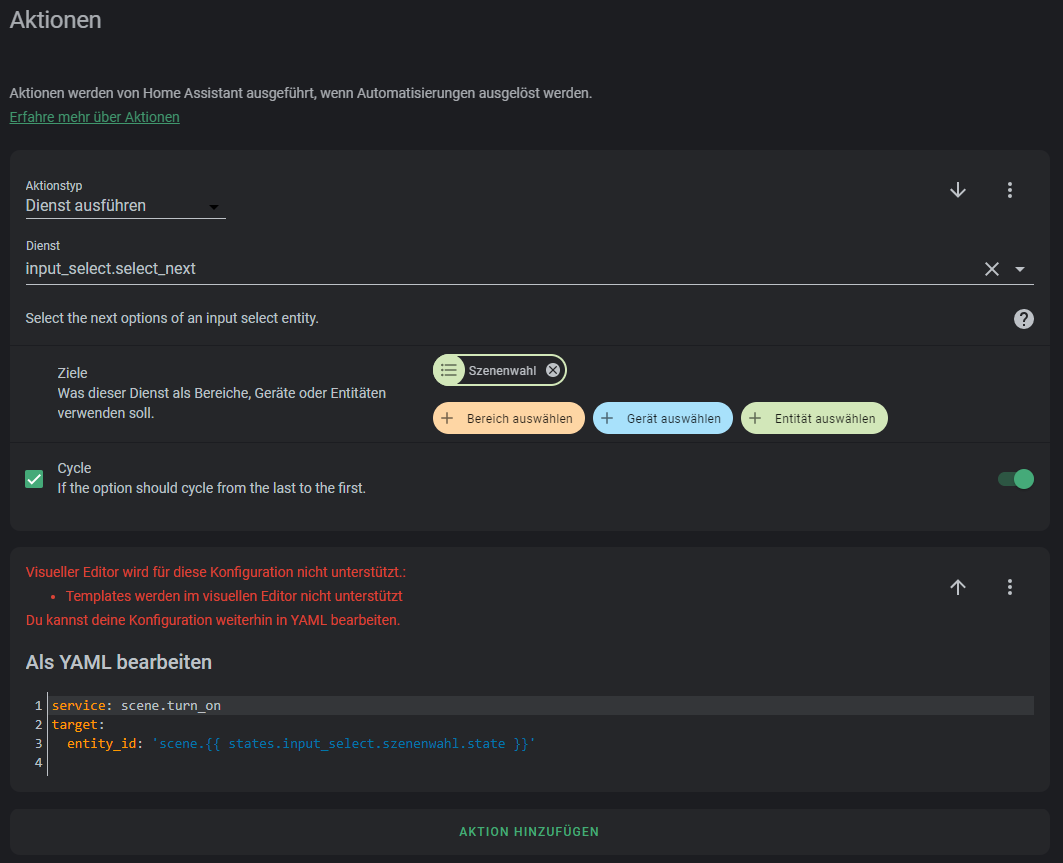 Aktionen
Aktionen werden von Home Assistant ausgeführt, wenn Automatisierungen ausgelöst werden.
Erfahre mehr über Aktionen
Aktionstyp
Dienst ausführen
Dienst
input_select.select_next
Select the next options of an input select entity.
Ziele
Was dieser Dienst als Bereiche, Geräte oder Entitäten
verwenden soll.
Szenenwahl
Bereich auswählen
Gerät auswählen
Entität auswählen
Cycle
If the option should cycle from the last to the first.
Visueller Editor wird für diese Konfiguration nicht unterstützt.:
• Templates werden im visuellen Editor nicht unterstützt
Du kannst deine Konfiguration weiterhin in YAML bearbeiten.
Als YAML bearbeiten
1 service: scene.turn_on
2 target:
3   entity_id: 'scene.{{ states.input_select.szenenwahl.state }}'
4
AKTION HINZUFÜGEN